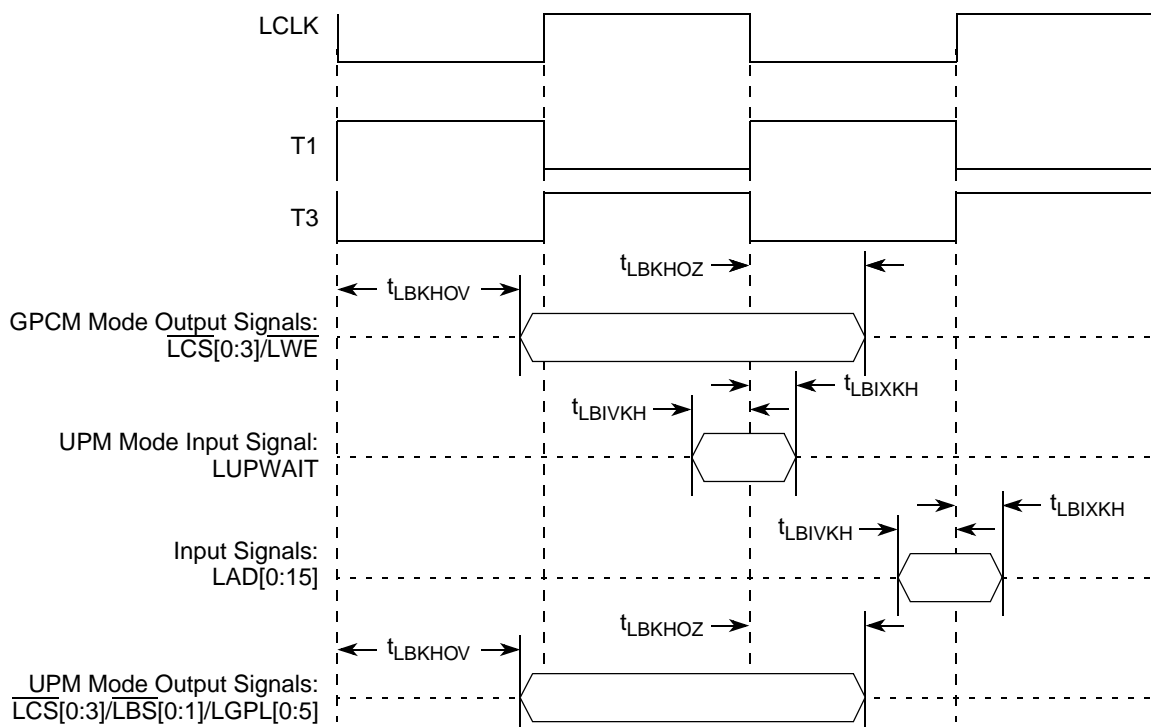 LCLK
T1
T3
tLBKHOZ
tLBKHOV
GPCM Mode Output Signals:
LCS[0:3]/LWE
tLBIXKH
tLBIVKH
UPM Mode Input Signal:
LUPWAIT
tLBIXKH
tLBIVKH
Input Signals:
LAD[0:15]
tLBKHOZ
tLBKHOV
UPM Mode Output Signals:
LCS[0:3]/LBS[0:1]/LGPL[0:5]